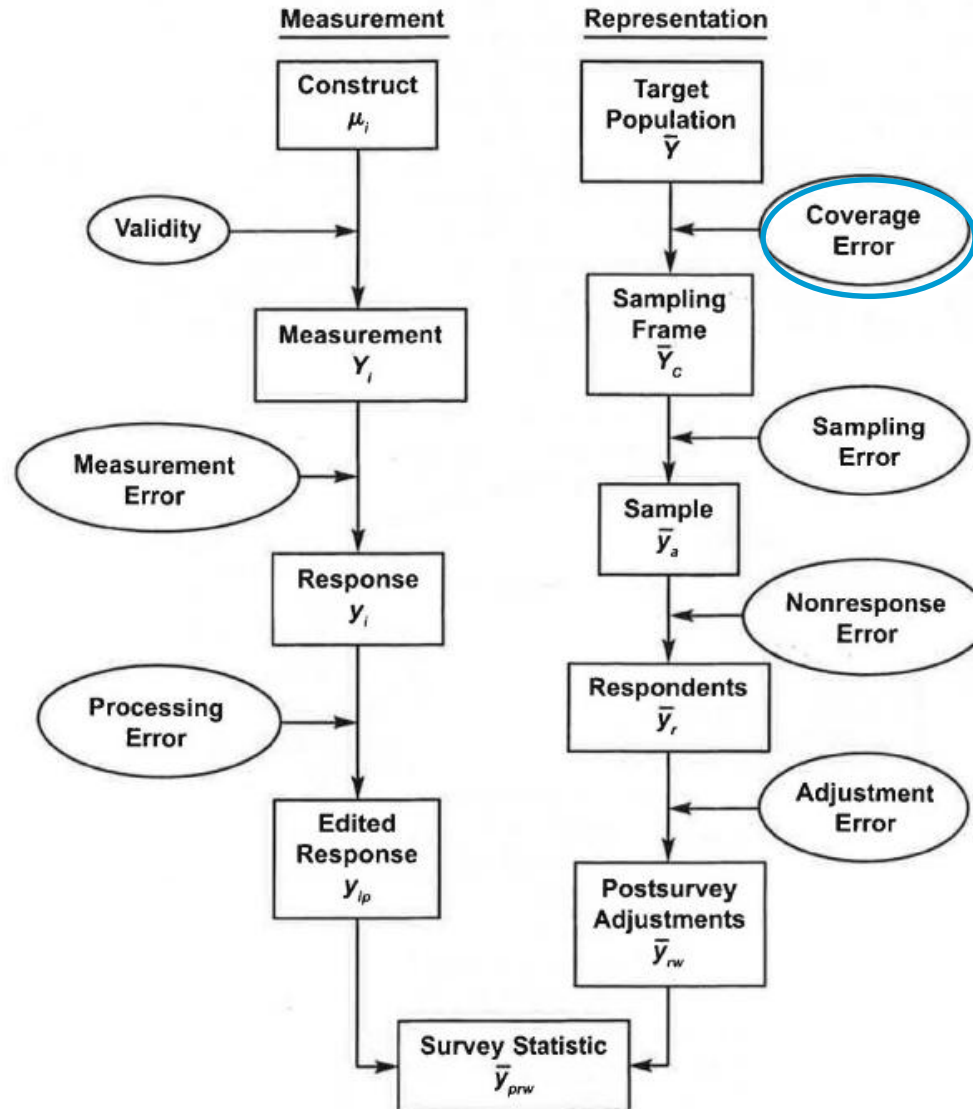 Measurement
Construct
μi
Validity
Measurement
Yi
Measurement
Error
Response
yi
Processing
Error
Edited
Response
yip
Representation
Target
Population
Ȳ
Coverage
Error
Sampling
Frame
ȲC
Sampling
Error
Sample
ȳa
Nonresponse
Error
Respondents
ȳr
Adjustment
Error
Postsurvey
Adjustments
ȳrw
Survey Statistic
ȳprw